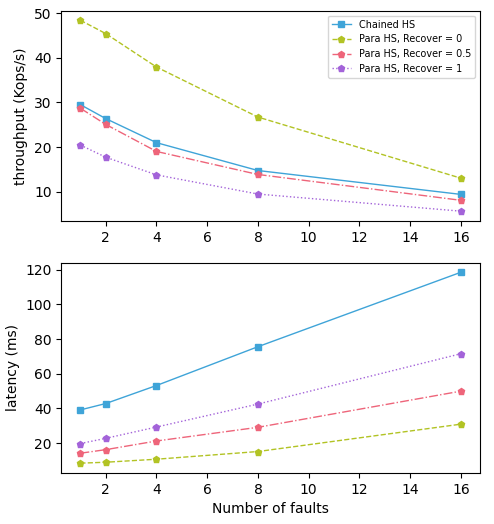 50
40
30
20
10
throughput (Kops/s)
Chained HS
Para HS, Recover = 0
Para HS, Recover = 0.5
Para HS, Recover = 1
2 4 6 8 10 12 14 16
120
100
80
60
40
20
latency (ms)
2 4 6 8 10 12 14 16
Number of faults